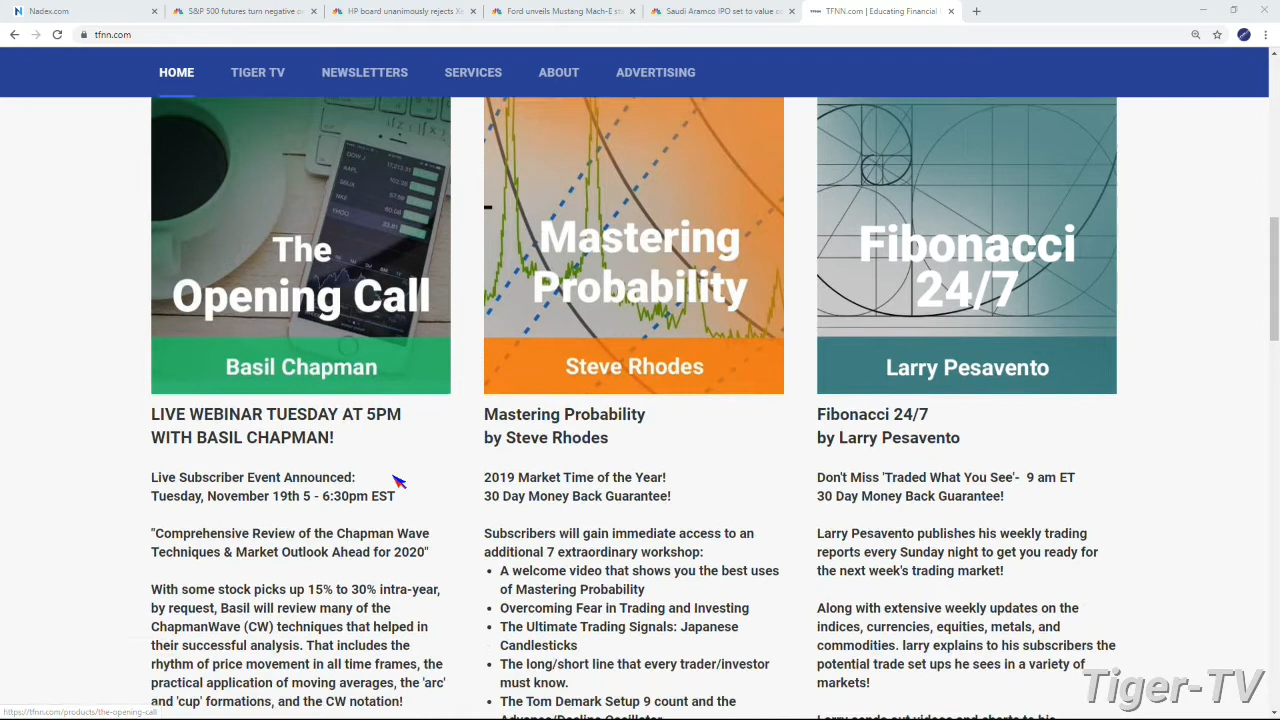 Nadex.com
S&P 500 futures turn negative o
HP board unanimously rejects Xe
Ford unveils Mustang Mach-E st
Saudi Aramco IPO set to value c
TFNN.com | Educating Financial
tfnn.com
HOME
TIGER TV
NEWSLETTERS
SERVICES
ABOUT
ADVERTISING
The
Opening Call
Basil Chapman
LIVE WEBINAR TUESDAY AT 5PM
WITH BASIL CHAPMAN!
Live Subscriber Event Announced:
Tuesday, November 19th 5 - 6:30pm EST
"Comprehensive Review of the Chapman Wave
Techniques & Market Outlook Ahead for 2020"
With some stock picks up 15% to 30% intra-year,
by request, Basil will review many of the
ChapmanWave (CW) techniques that helped in
their successful analysis. That includes the
rhythm of price movement in all time frames, the
practical application of moving averages, the 'arc'
and 'cup' formations, and the CW notation!
Mastering
Probability
Steve Rhodes
Mastering Probability
by Steve Rhodes
2019 Market Time of the Year!
30 Day Money Back Guarantee!
Subscribers will gain immediate access to an
additional 7 extraordinary workshop:
• A welcome video that shows you the best uses
of Mastering Probability
• Overcoming Fear in Trading and Investing
• The Ultimate Trading Signals: Japanese
Candlesticks
• The long/short line that every trader/investor
must know.
• The Tom Demark Setup 9 count and the
Advance/Decline Oscillator
Fibonacci
24/7
Larry Pesavento
Fibonacci 24/7
by Larry Pesavento
Don't Miss 'Traded What You See'- 9 am ET
30 Day Money Back Guarantee!
Larry Pesavento publishes his weekly trading
reports every Sunday night to get you ready for
the next week's trading market!
Along with extensive weekly updates on the
indices, currencies, equities, metals, and
commodities. larry explains to his subscribers the
potential trade set ups he sees in a variety of
markets!
Larry sends out videos and charts to his
Tiger-TV
https://tfnn.com/products/the-opening-call